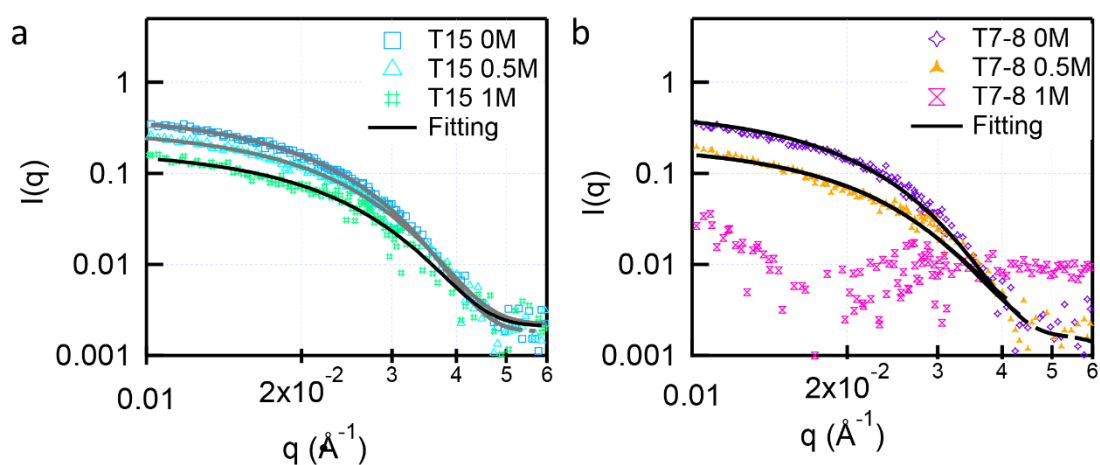 a
T15 0M
T15 0.5M
T15 1M
Fitting
I(q)
1
0.1
0.01
0.001
0.01
2x10⁻²
3
4
5
6
q (Å⁻¹)
b
T7-8 0M
T7-8 0.5M
T7-8 1M
Fitting
I(q)
1
0.1
0.01
0.001
0.01
2x10⁻²
3
4
5
6
q (Å⁻¹)